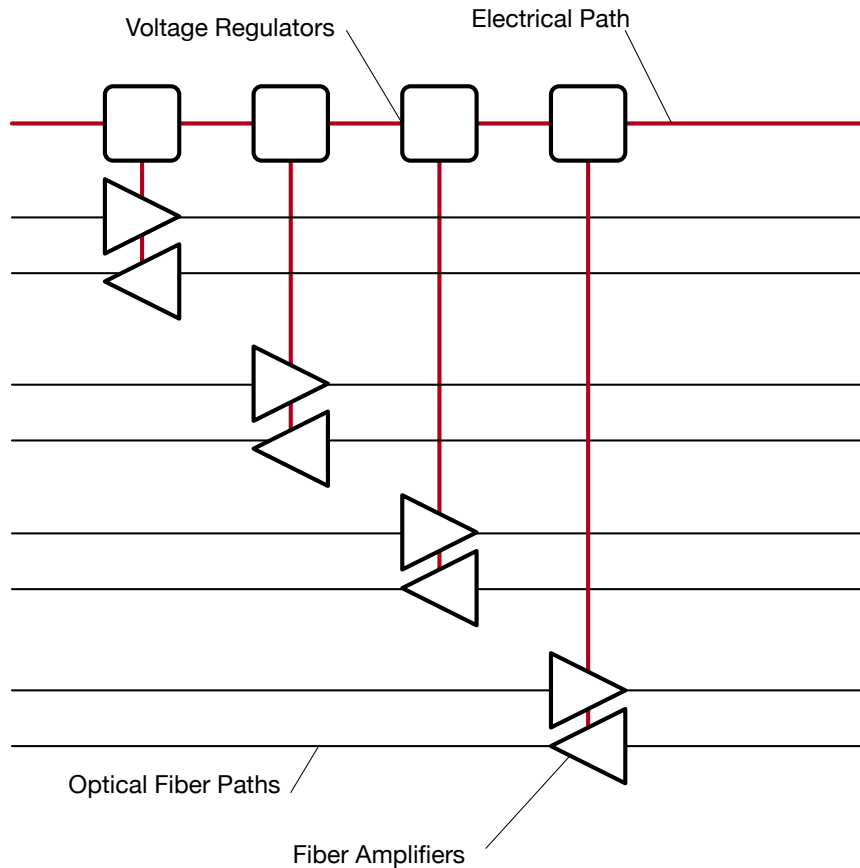 Electrical Path
Voltage Regulators
Optical Fiber Paths
Fiber Amplifiers